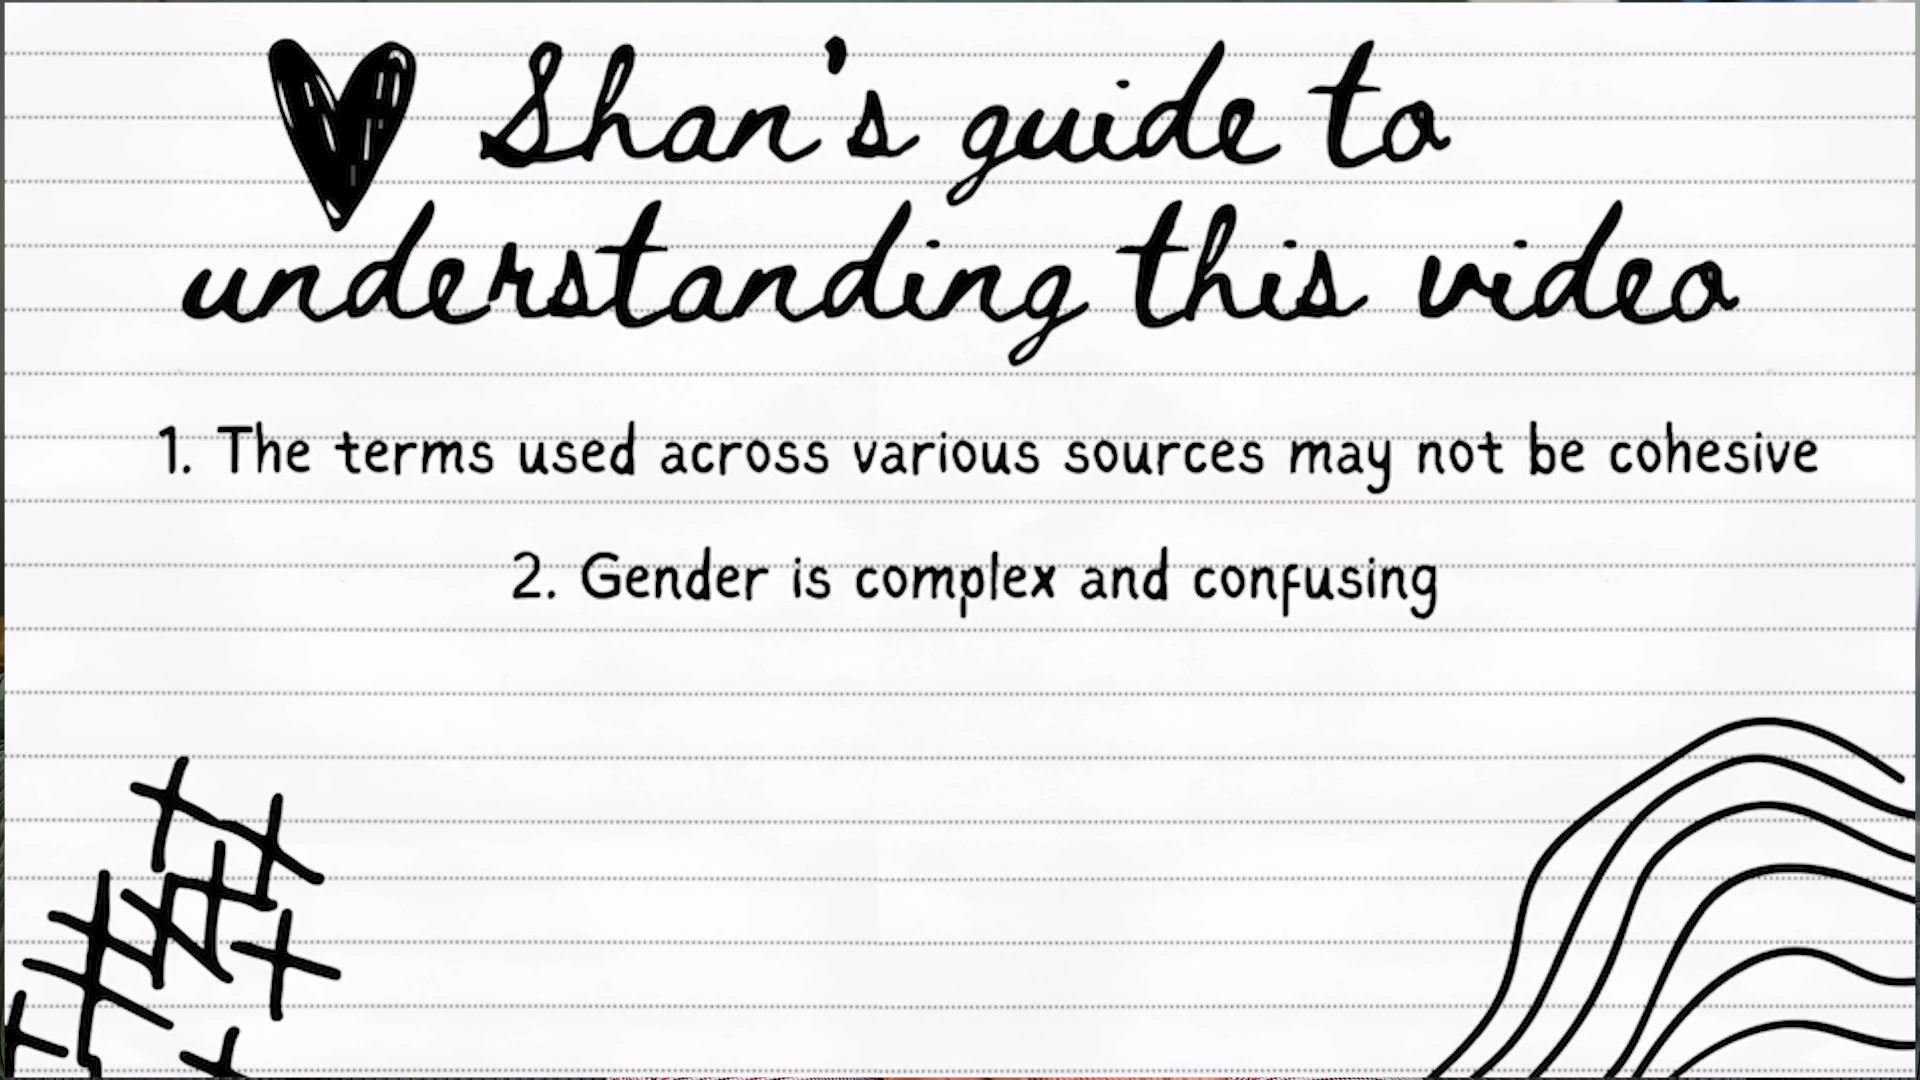 Shan's guide to
understanding this video
1. The terms used across various sources may not be cohesive
2. Gender is complex and confusing